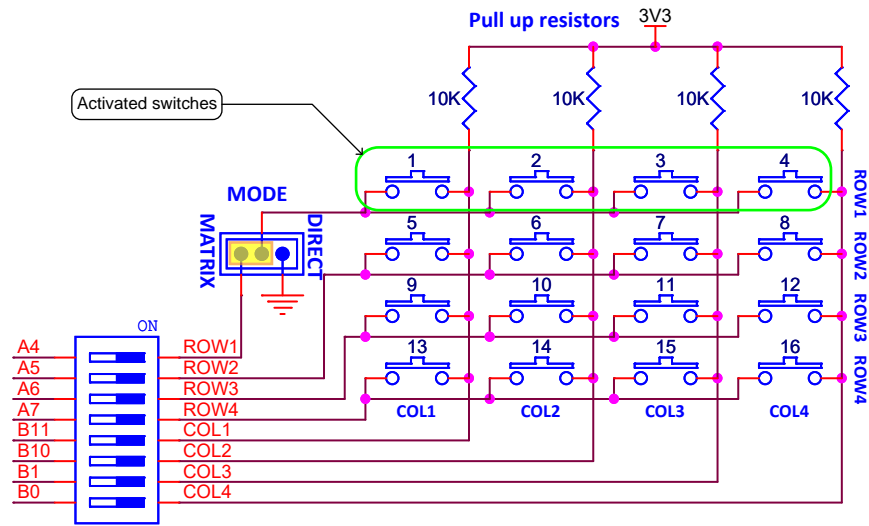 Pull up resistors
3V3
10K
10K
10K
10K
Activated switches
1
2
3
4
ROW1
MODE
MATRIX
DIRECT
5
6
7
8
ROW2
9
10
11
12
ROW3
13
14
15
16
ROW4
COL1
COL2
COL3
COL4
ON
A4
ROW1
A5
ROW2
A6
ROW3
A7
ROW4
B11
COL1
B10
COL2
B1
COL3
B0
COL4